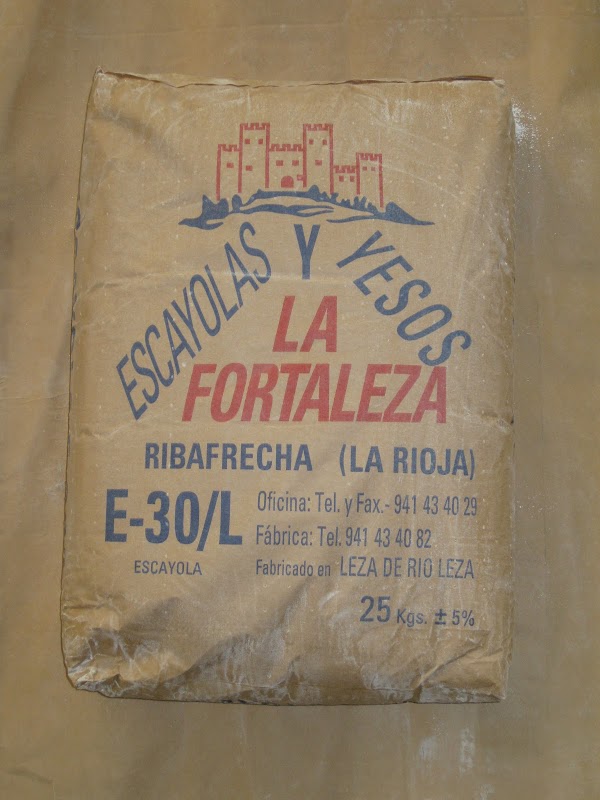 ESCAYOLAS Y YESOS
LA
FORTALEZA
RIBAFRECHA (LA RIOJA)
E-30/L
ESCAYOLA
Oficina: Tel. y Fax.- 941 43 40 29
Fábrica: Tel. 941 43 40 82
Fabricado en LEZA DE RIO LEZA
25 Kgs. ± 5%